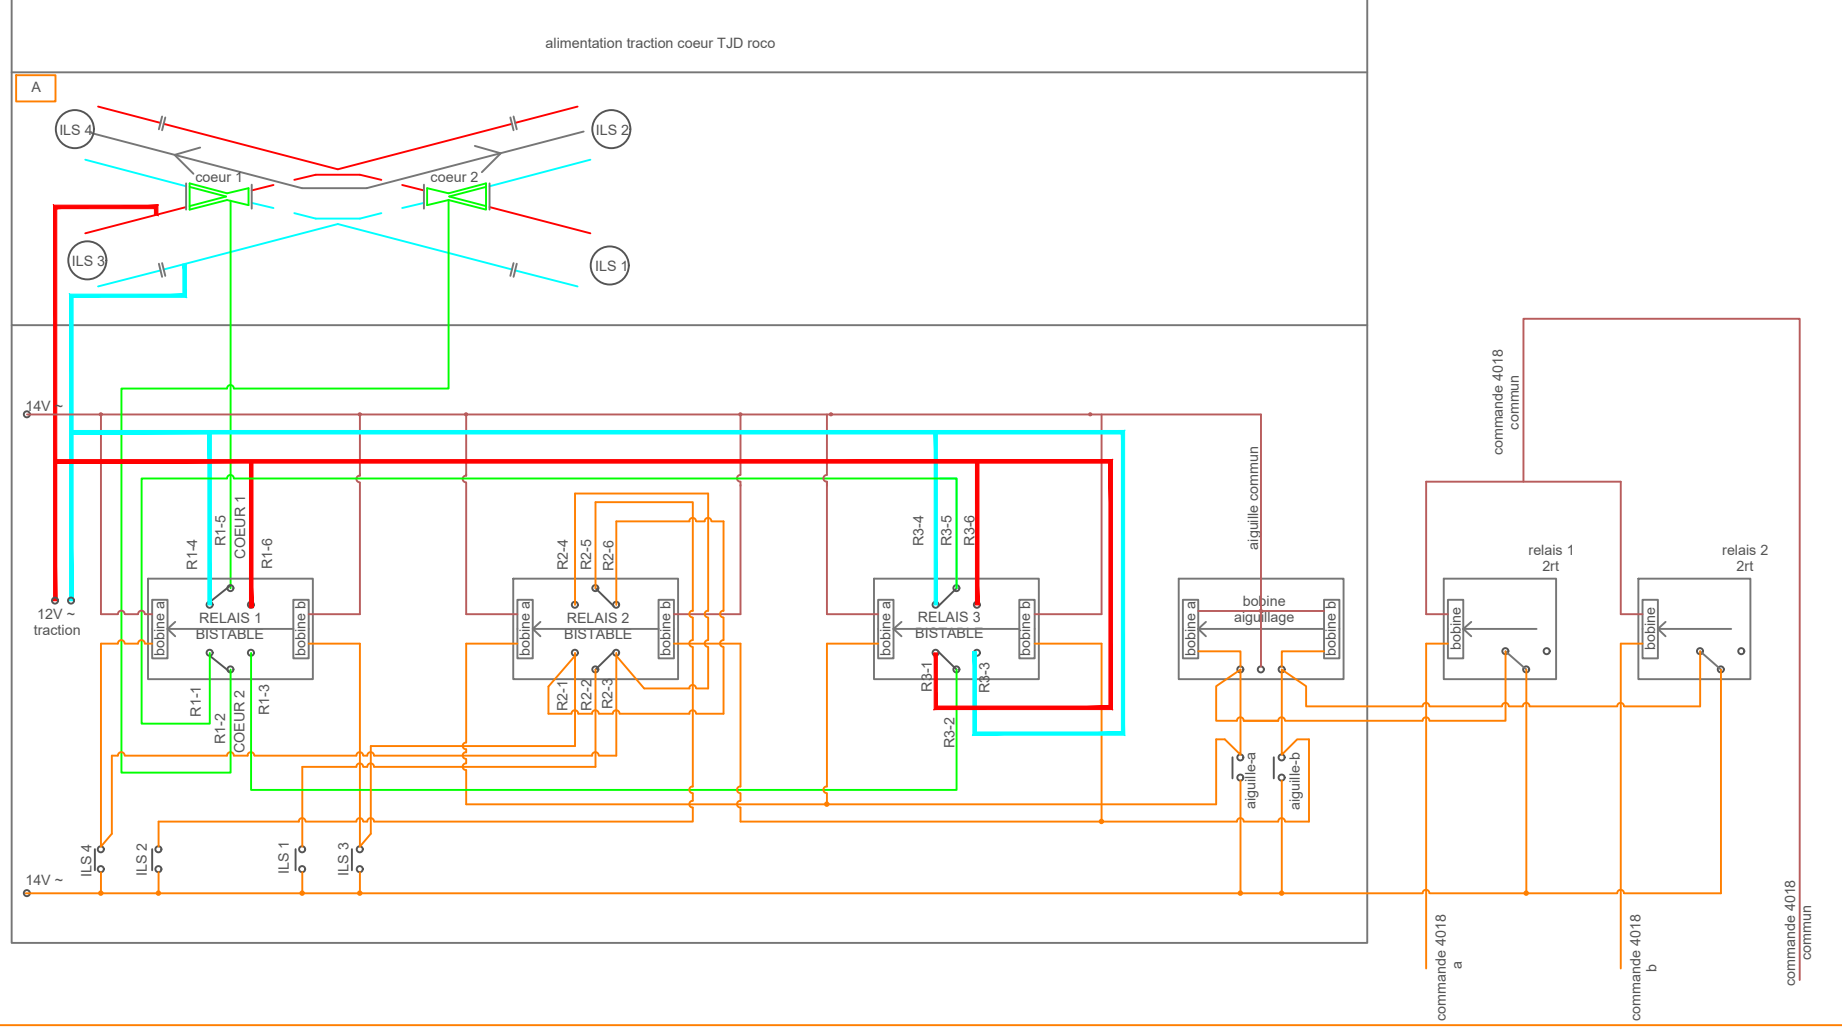 alimentation traction coeur TJD roco
A
ILS 4
ILS 2
coeur 1
coeur 2
ILS 3
ILS 1
14V ~
12V ~
traction
R1-4
R1-5
COEUR 1
R1-6
RELAIS 1
BISTABLE
bobine a
bobine b
R1-1
R1-2
COEUR 2
R1-3
R2-4
R2-5
R2-6
RELAIS 2
BISTABLE
bobine a
bobine b
R2-1
R2-2
R2-3
R3-4
R3-5
R3-6
RELAIS 3
BISTABLE
bobine a
bobine b
R3-1
R3-2
R3-3
aiguille commun
bobine
aiguillage
bobine a
bobine b
aiguille-a
aiguille-b
commande 4018
commun
relais 1
2rt
bobine
relais 2
2rt
bobine
ILS 4
ILS 2
ILS 1
ILS 3
14V ~
commande 4018
a
commande 4018
b
commande 4018
commun